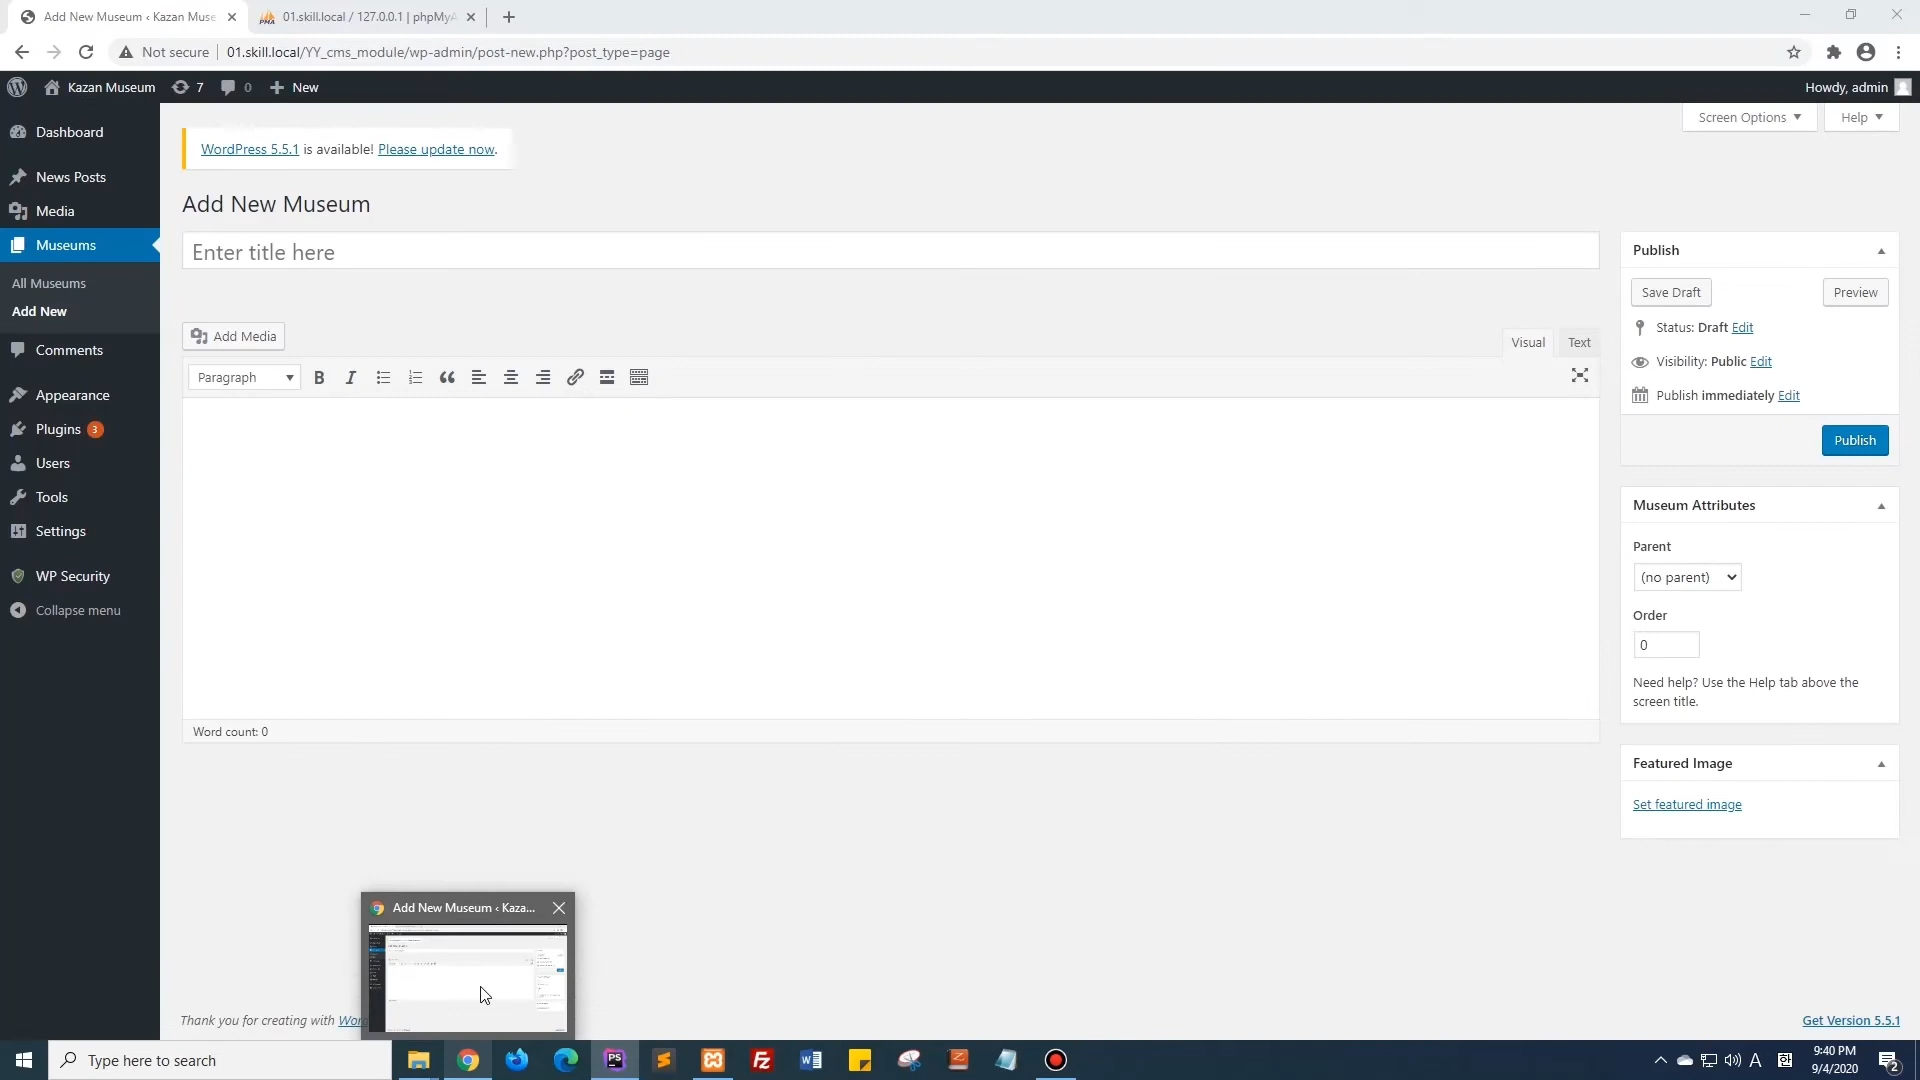 Add New Museum ‹ Kazan Muse
01.skill.local / 127.0.0.1 | phpMyA
Not secure
01.skill.local/YY_cms_module/wp-admin/post-new.php?post_type=page
Kazan Museum
7
0
New
Howdy, admin
Screen Options
Help
Dashboard
News Posts
Media
Museums
All Museums
Add New
Comments
Appearance
Plugins 3
Users
Tools
Settings
WP Security
Collapse menu
WordPress 5.5.1 is available! Please update now.
Add New Museum
Enter title here
Add Media
Visual
Text
Paragraph
B
I
Word count: 0
Publish
Save Draft
Preview
Status: Draft Edit
Visibility: Public Edit
Publish immediately Edit
Publish
Museum Attributes
Parent
(no parent)
Order
0
Need help? Use the Help tab above the
screen title.
Featured Image
Set featured image
Add New Museum ‹ Kaza...
Thank you for creating with Word
Get Version 5.5.1
Type here to search
PS
A
9:40 PM
9/4/2020
2